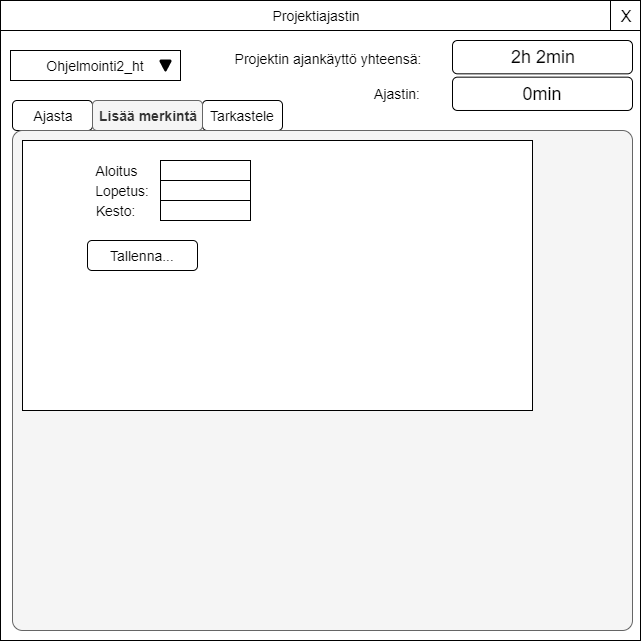 Projektiajastin
X
Ohjelmointi2_ht
Projektin ajankäyttö yhteensä:
2h 2min
Ajastin:
0min
Ajasta
Lisää merkintä
Tarkastele
Aloitus
Lopetus:
Kesto:
Tallenna...